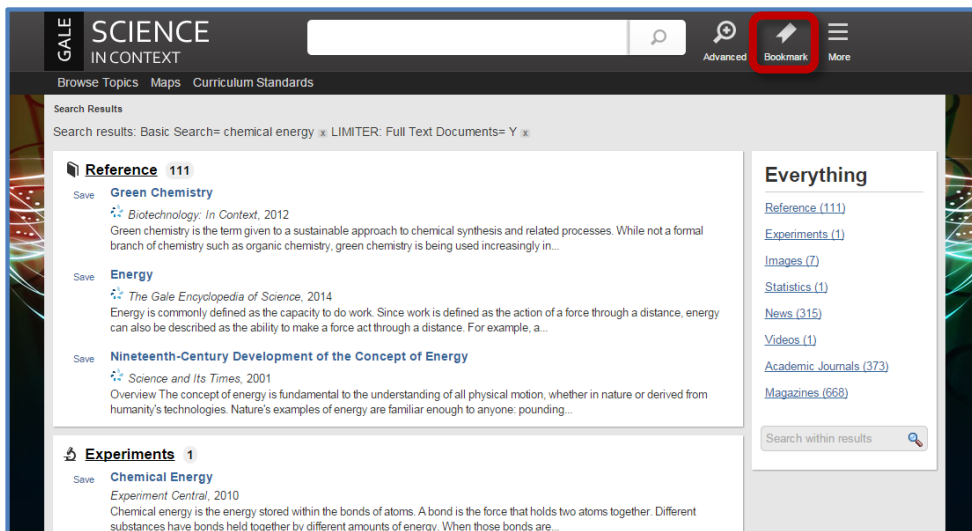 GALE
SCIENCE
IN CONTEXT
Advanced
Bookmark
More
Browse Topics Maps Curriculum Standards
Search Results
Search results: Basic Search= chemical energy x LIMITER: Full Text Documents= Y x
Reference 111
Save Green Chemistry
Biotechnology: In Context, 2012
Green chemistry is the term given to a sustainable approach to chemical synthesis and related processes. While not a formal
branch of chemistry such as organic chemistry, green chemistry is being used increasingly in...
Save Energy
The Gale Encyclopedia of Science, 2014
Energy is commonly defined as the capacity to do work. Since work is defined as the action of a force through a distance, energy
can also be described as the ability to make a force act through a distance. For example, a...
Save Nineteenth-Century Development of the Concept of Energy
Science and Its Times, 2001
Overview The concept of energy is fundamental to the understanding of all physical motion, whether in nature or derived from
humanity's technologies. Nature's examples of energy are familiar enough to anyone: pounding...
Experiments 1
Save Chemical Energy
Experiment Central, 2010
Chemical energy is the energy stored within the bonds of atoms. A bond is the force that holds two atoms together. Different
substances have bonds held together by different amounts of energy. When those bonds are...
Everything
Reference (111)
Experiments (1)
Images (7)
Statistics (1)
News (315)
Videos (1)
Academic Journals (373)
Magazines (668)
Search within results